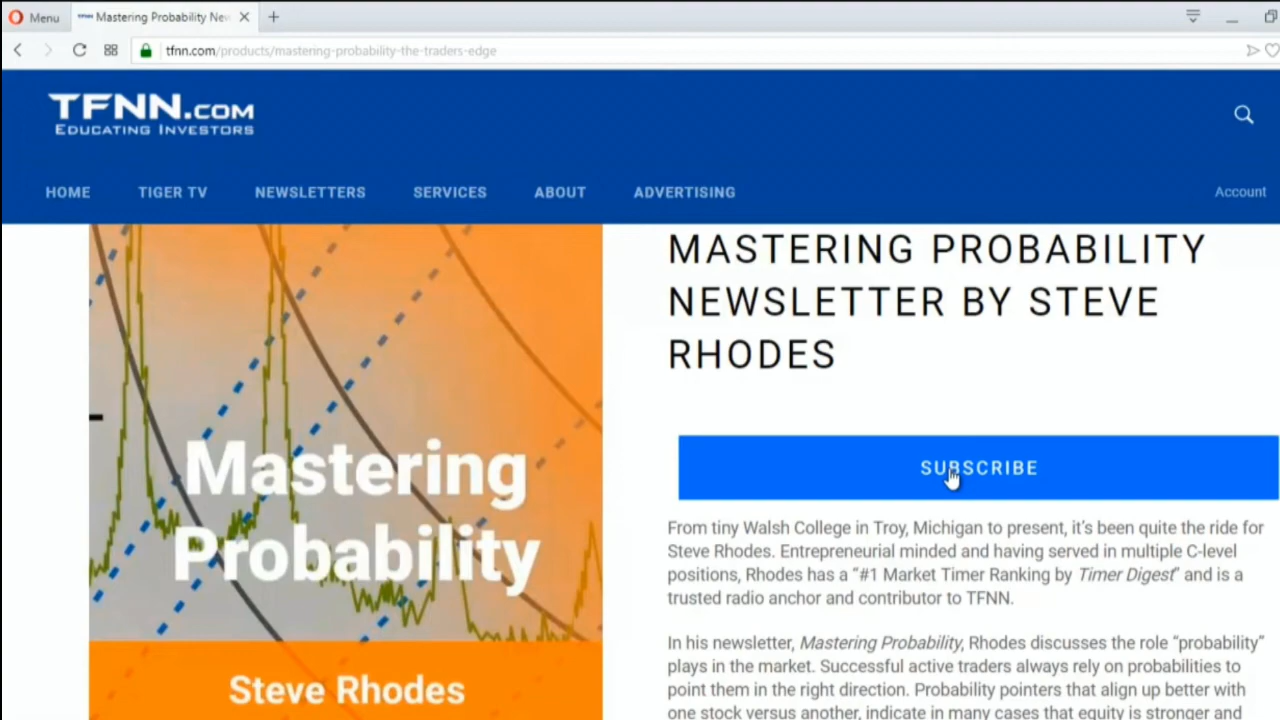 Menu
Mastering Probability New
tfnn.com/products/mastering-probability-the-traders-edge
TFNN.COM
EDUCATING INVESTORS
HOME TIGER TV NEWSLETTERS SERVICES ABOUT ADVERTISING Account
MASTERING PROBABILITY
NEWSLETTER BY STEVE
RHODES
Mastering
Probability
Steve Rhodes
SUBSCRIBE
From tiny Walsh College in Troy, Michigan to present, it's been quite the ride for
Steve Rhodes. Entrepreneurial minded and having served in multiple C-level
positions, Rhodes has a "#1 Market Timer Ranking by Timer Digest" and is a
trusted radio anchor and contributor to TFNN.
In his newsletter, Mastering Probability, Rhodes discusses the role "probability"
plays in the market. Successful active traders always rely on probabilities to
point them in the right direction. Probability pointers that align up better with
one stock versus another, indicate in many cases that equity is stronger and